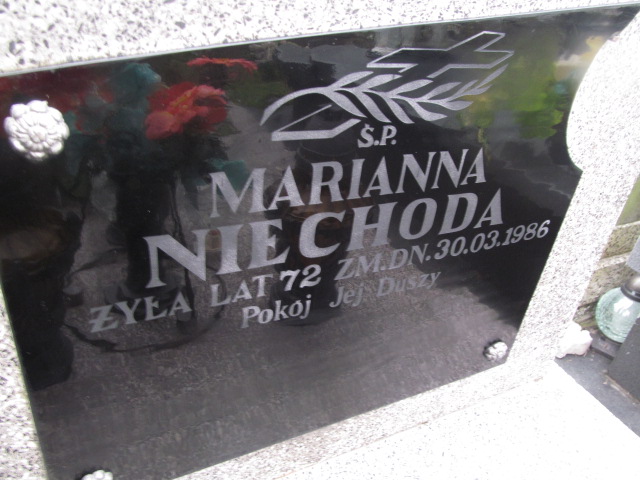 Ś.P.
MARIANNA
NIECHODA
ŻYŁA LAT 72 ZM.DN. 30.03.1986
Pokój Jej Duszy